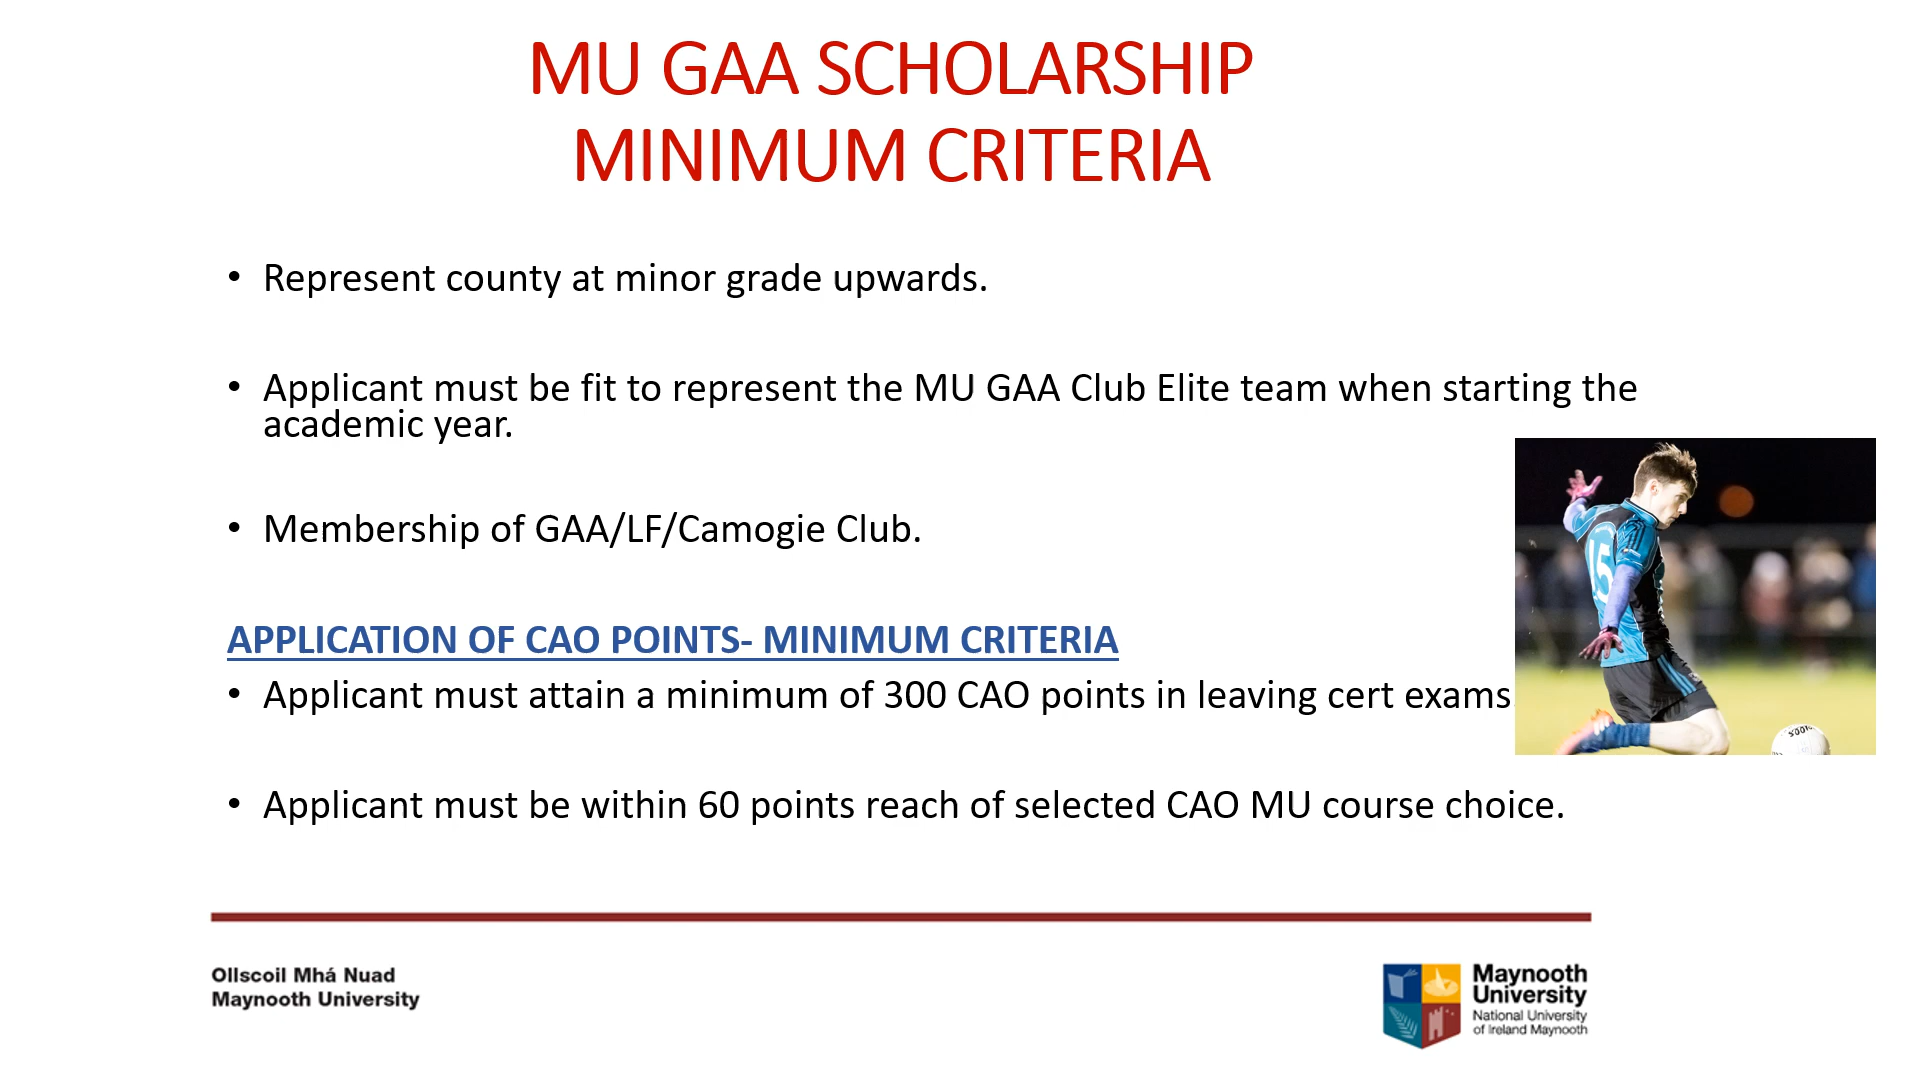 MU GAA SCHOLARSHIP
MINIMUM CRITERIA
• Represent county at minor grade upwards.
• Applicant must be fit to represent the MU GAA Club Elite team when starting the
academic year.
• Membership of GAA/LF/Camogie Club.
APPLICATION OF CAO POINTS- MINIMUM CRITERIA
• Applicant must attain a minimum of 300 CAO points in leaving cert exams.
15
• Applicant must be within 60 points reach of selected CAO MU course choice.
Ollscoil Mhá Nuad
Maynooth University
Maynooth
University
National University
of Ireland Maynooth